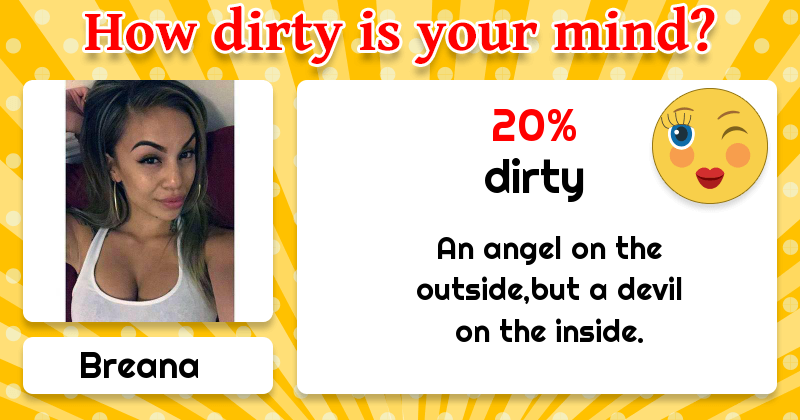 How dirty is your mind?
20%
dirty
An angel on the
outside,but a devil
on the inside.
Breana